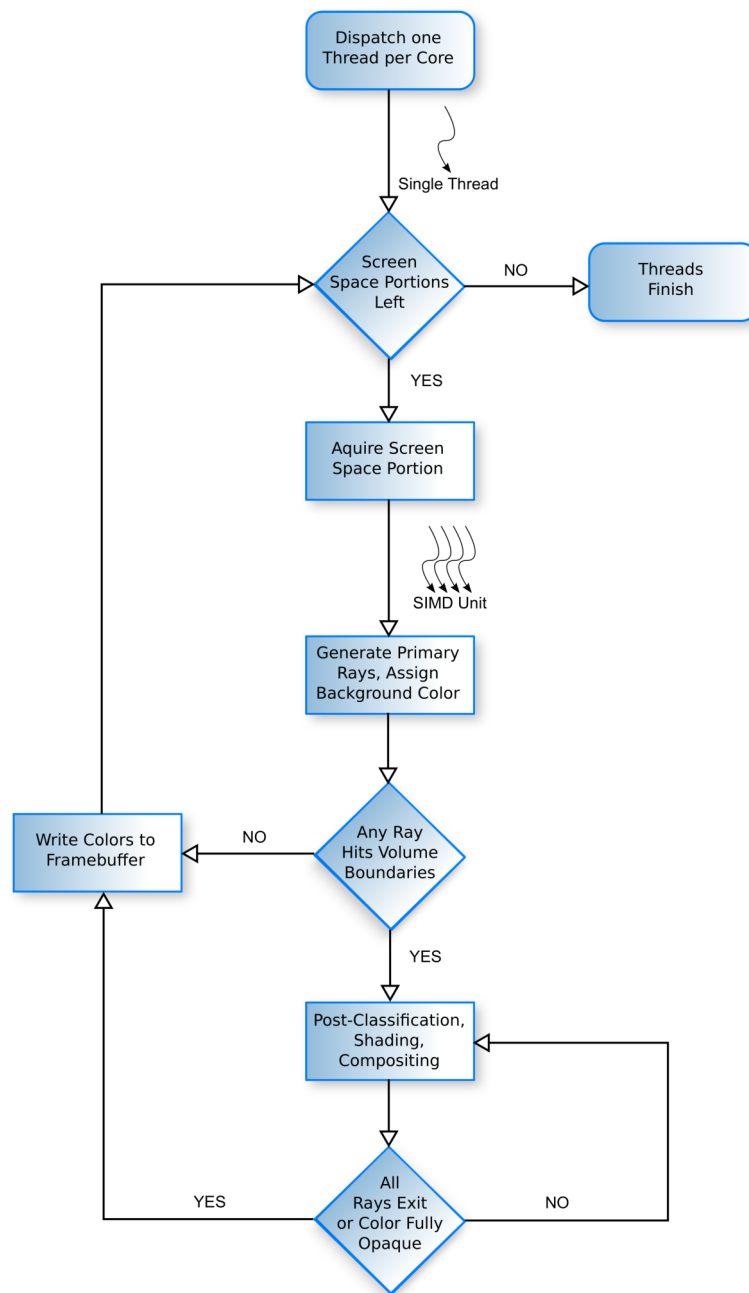 Dispatch one
Thread per Core
Single Thread
Screen
Space Portions
Left
NO
Threads
Finish
YES
Aquire Screen
Space Portion
SIMD Unit
Generate Primary
Rays, Assign
Background Color
Any Ray
Hits Volume
Boundaries
NO
Write Colors to
Framebuffer
YES
Post-Classification,
Shading,
Compositing
All
Rays Exit
or Color Fully
Opaque
YES
NO